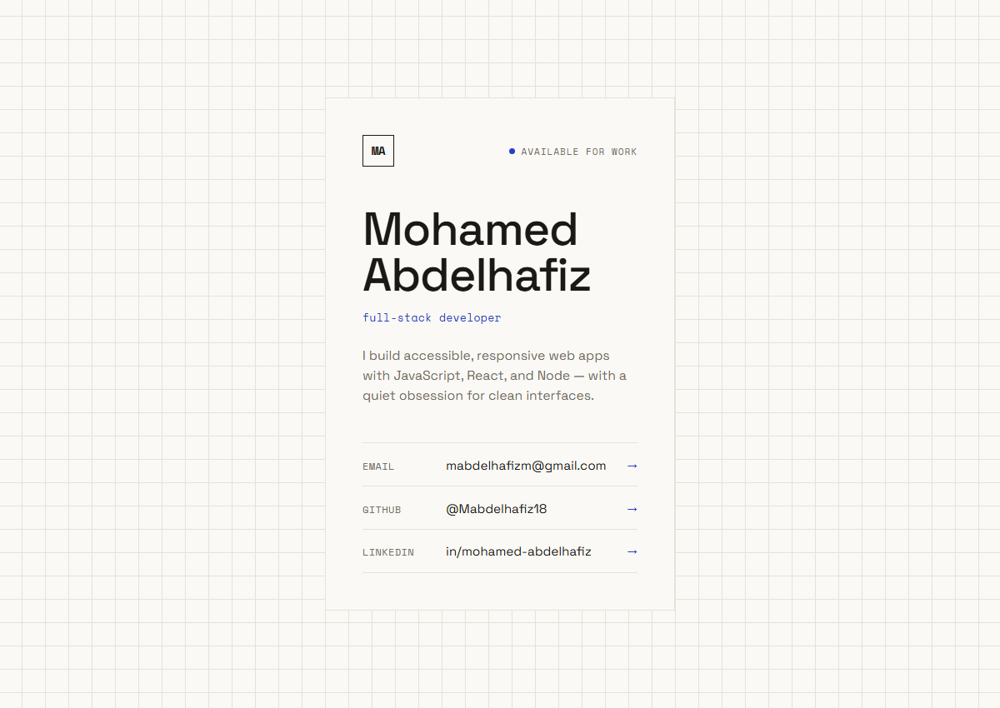 MA
AVAILABLE FOR WORK
Mohamed
Abdelhafiz
full-stack developer
I build accessible, responsive web apps
with JavaScript, React, and Node — with a
quiet obsession for clean interfaces.
EMAIL mabdelhafizm@gmail.com →
GITHUB @Mabdelhafiz18 →
LINKEDIN in/mohamed-abdelhafiz →